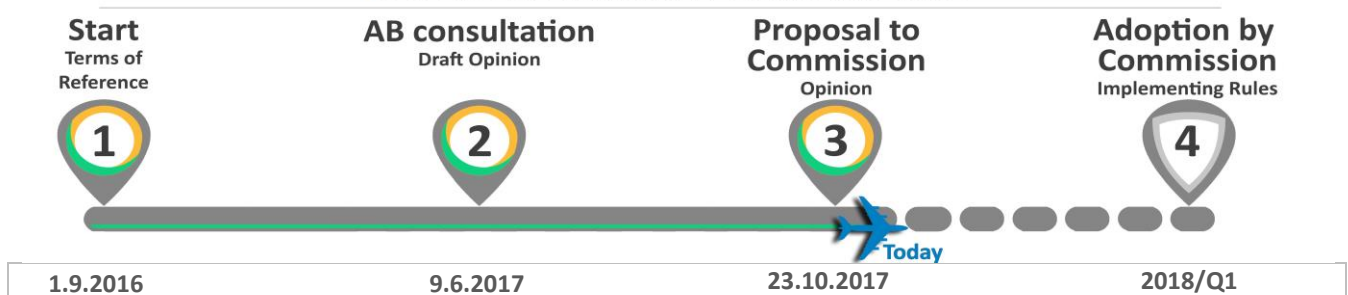 Start
Terms of
Reference
1
AB consultation
Draft Opinion
2
Proposal to
Commission
Opinion
3
Adoption by
Commission
Implementing Rules
4
Today
1.9.2016
9.6.2017
23.10.2017
2018/Q1